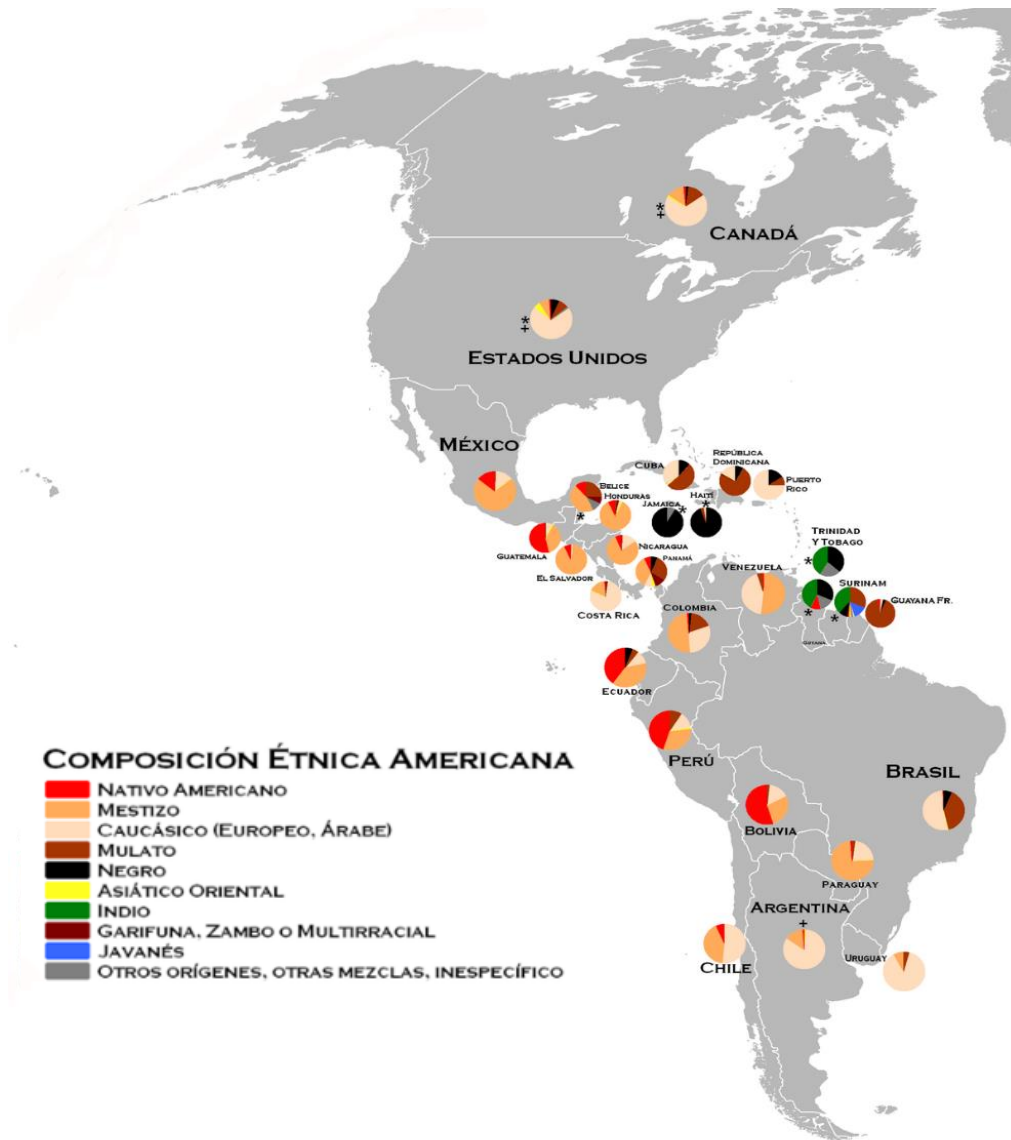 *
+
CANADÁ
*
+
ESTADOS UNIDOS
MÉXICO
CUBA
REPÚBLICA
DOMINICANA
PUERTO
RICO
BELICE
HONDURAS
JAMAICA
*
HAITÍ
*
*
GUATEMALA
NICARAGUA
EL SALVADOR
PANAMÁ
COSTA RICA
TRINIDAD
Y TOBAGO
*
VENEZUELA
SURINAM
GUAYANA FR.
*
*
GUYANA
COLOMBIA
ECUADOR
PERÚ
BRASIL
BOLIVIA
PARAGUAY
ARGENTINA
+
CHILE
URUGUAY
COMPOSICIÓN ÉTNICA AMERICANA
NATIVO AMERICANO
MESTIZO
CAUCÁSICO (EUROPEO, ÁRABE)
MULATO
NEGRO
ASIÁTICO ORIENTAL
INDIO
GARIFUNA, ZAMBO O MULTIRRACIAL
JAVANÉS
OTROS ORÍGENES, OTRAS MEZCLAS, INESPECÍFICO